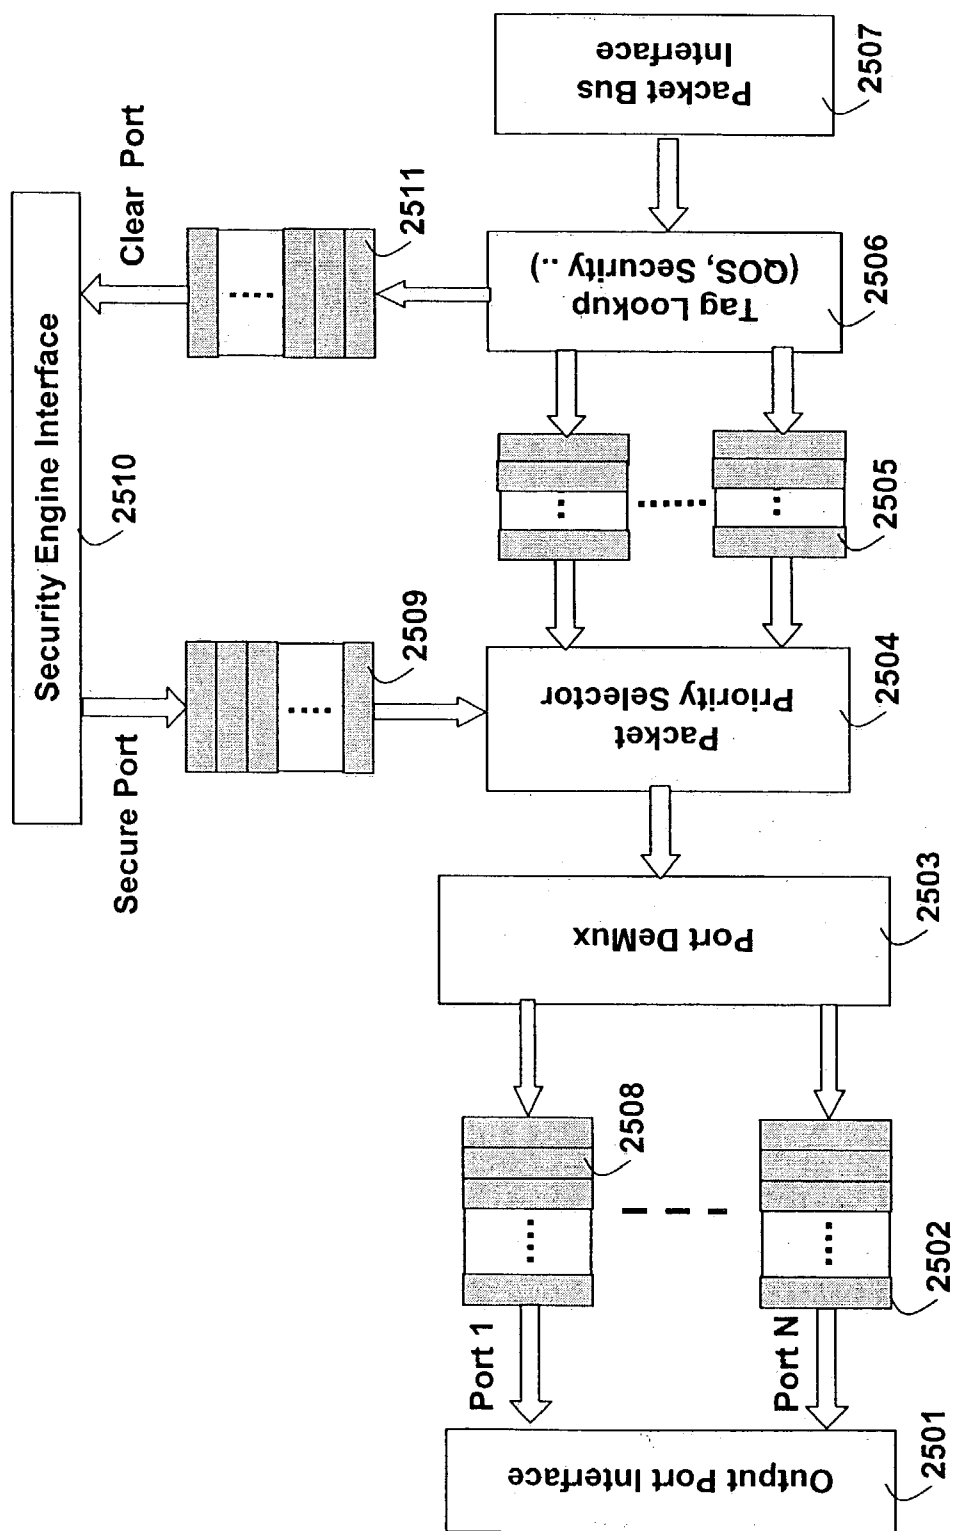 Security Engine Interface
2510
Secure Port
Clear Port
2509
2511
Port 1
Port N
Output Port Interface
2501
2502
2508
Port DeMux
2503
Packet
Priority Selector
2504
2505
Tag Lookup
(QOS, Security ..)
2506
Packet Bus
Interface
2507